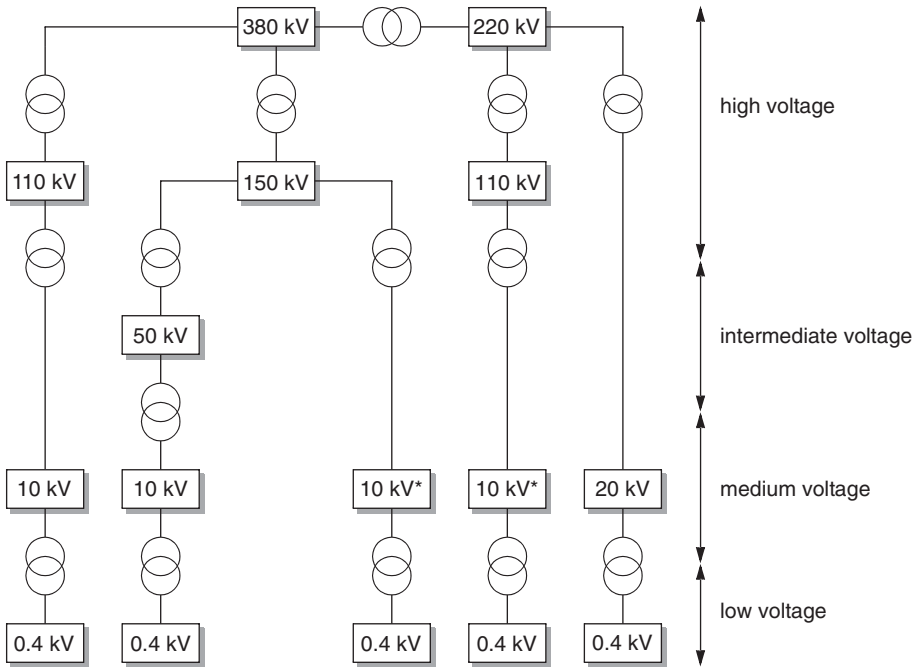 380 kV
220 kV
high voltage
110 kV
150 kV
110 kV
50 kV
intermediate voltage
10 kV
10 kV
10 kV*
10 kV*
20 kV
medium voltage
low voltage
0.4 kV
0.4 kV
0.4 kV
0.4 kV
0.4 kV